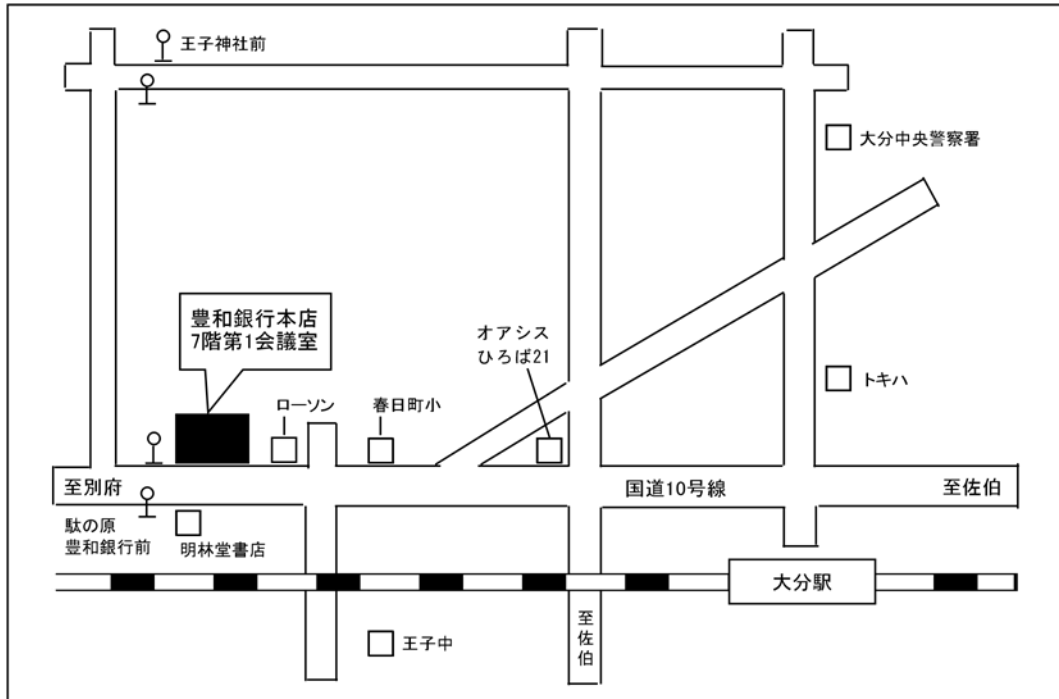 王子神社前
大分中央警察署
豊和銀行本店
7階第1会議室
オアシス
ひろば21
トキハ
ローソン
春日町小
至別府
国道10号線
至佐伯
駄の原
豊和銀行前
明林堂書店
大分駅
王子中
至佐伯